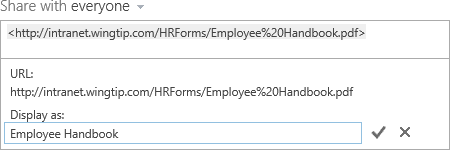 Share with everyone
<http://intranet.wingtip.com/HRForms/Employee%20Handbook.pdf>
URL:
http://intranet.wingtip.com/HRForms/Employee%20Handbook.pdf
Display as:
Employee Handbook